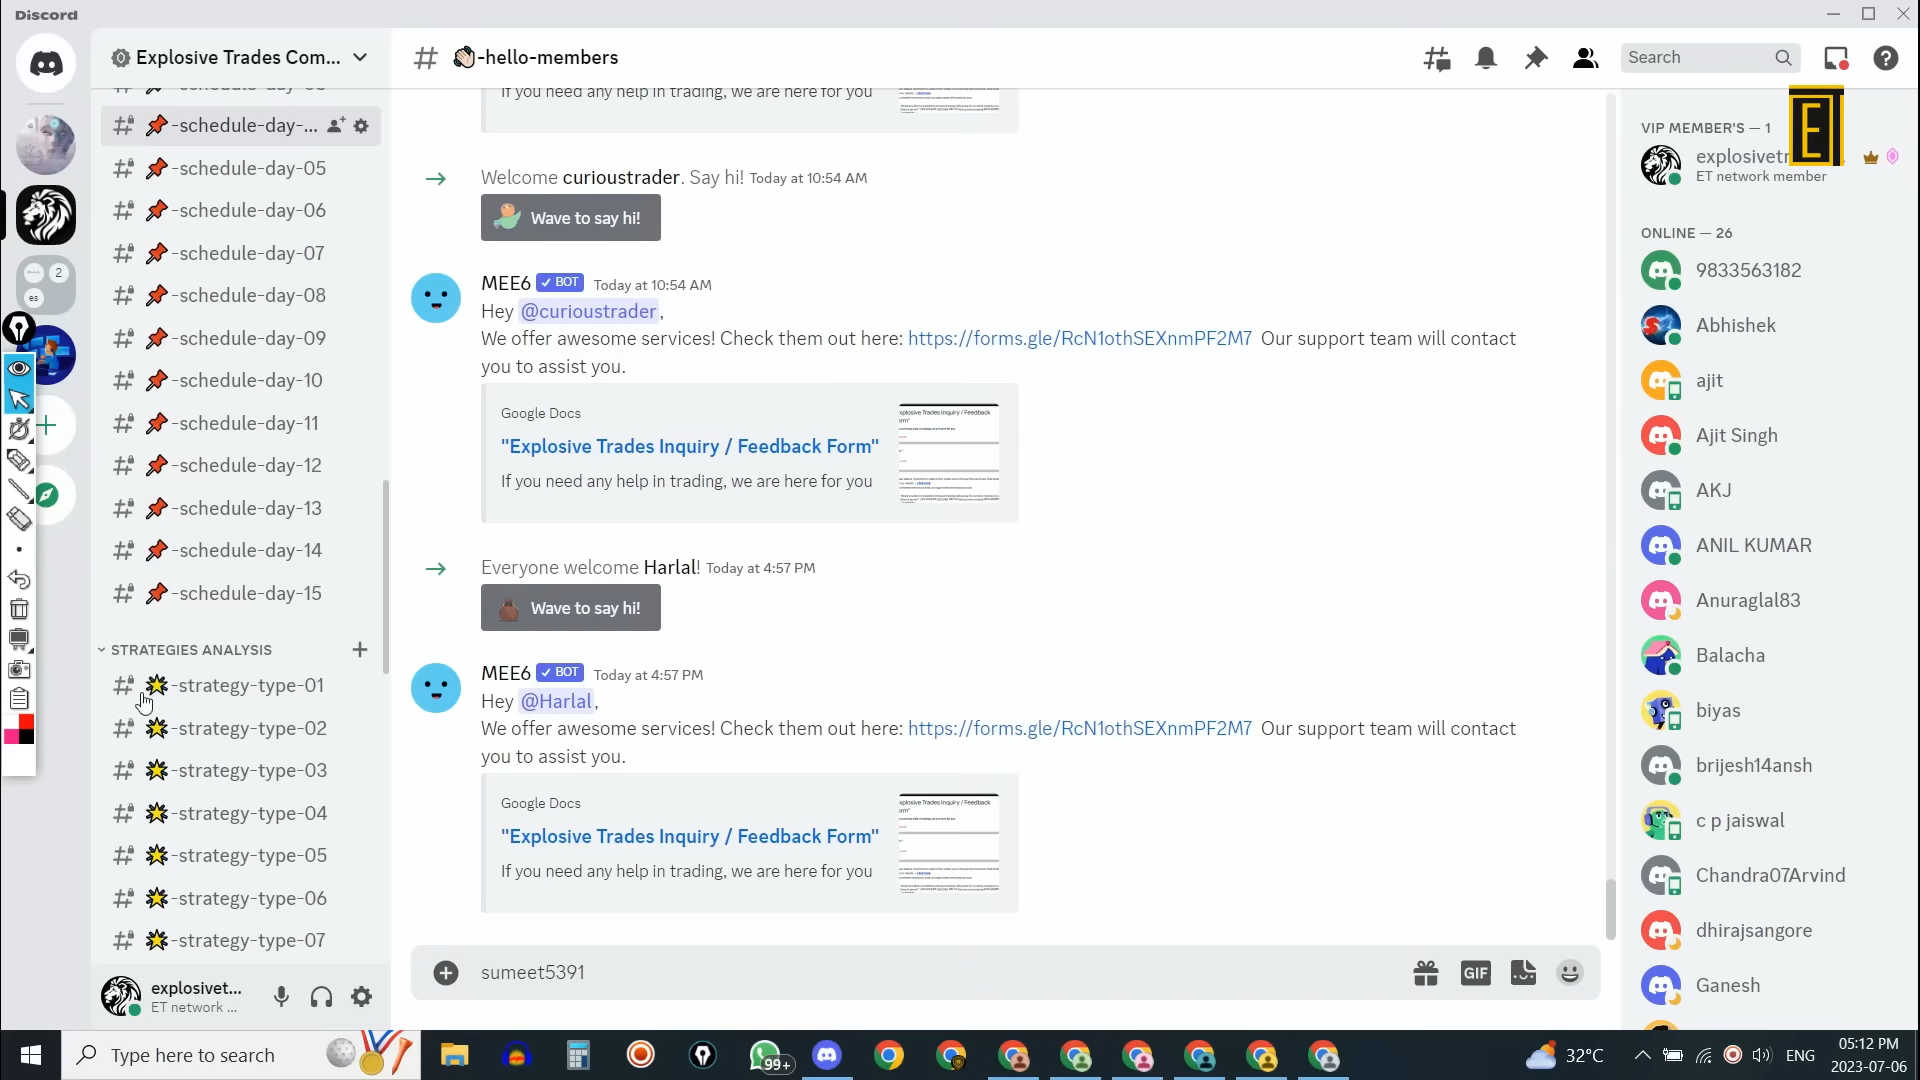 Discord
Explosive Trades Com...
-schedule-day-...
-schedule-day-05
-schedule-day-06
-schedule-day-07
-schedule-day-08
-schedule-day-09
-schedule-day-10
-schedule-day-11
-schedule-day-12
-schedule-day-13
-schedule-day-14
-schedule-day-15
STRATEGIES ANALYSIS
-strategy-type-01
-strategy-type-02
-strategy-type-03
-strategy-type-04
-strategy-type-05
-strategy-type-06
-strategy-type-07
2
es
explosivet...
ET network ...
-hello-members
Search
If you need any help in trading, we are here for you
Welcome curioustrader. Say hi! Today at 10:54 AM
Wave to say hi!
MEE6 BOT Today at 10:54 AM
Hey @curioustrader,
We offer awesome services! Check them out here: https://forms.gle/RcN1othSEXnmPF2M7 Our support team will contact
you to assist you.
Google Docs
"Explosive Trades Inquiry / Feedback Form"
If you need any help in trading, we are here for you
Everyone welcome Harlal! Today at 4:57 PM
Wave to say hi!
MEE6 BOT Today at 4:57 PM
Hey @Harlal,
We offer awesome services! Check them out here: https://forms.gle/RcN1othSEXnmPF2M7 Our support team will contact
you to assist you.
Google Docs
"Explosive Trades Inquiry / Feedback Form"
If you need any help in trading, we are here for you
sumeet5391
GIF
VIP MEMBER'S — 1
explosivetr
ET network member
ONLINE — 26
9833563182
Abhishek
ajit
Ajit Singh
AKJ
ANIL KUMAR
Anuraglal83
Balacha
biyas
brijesh14ansh
c p jaiswal
Chandra07Arvind
dhirajsangore
Ganesh
Type here to search
99+
32°C
ENG
05:12 PM
2023-07-06